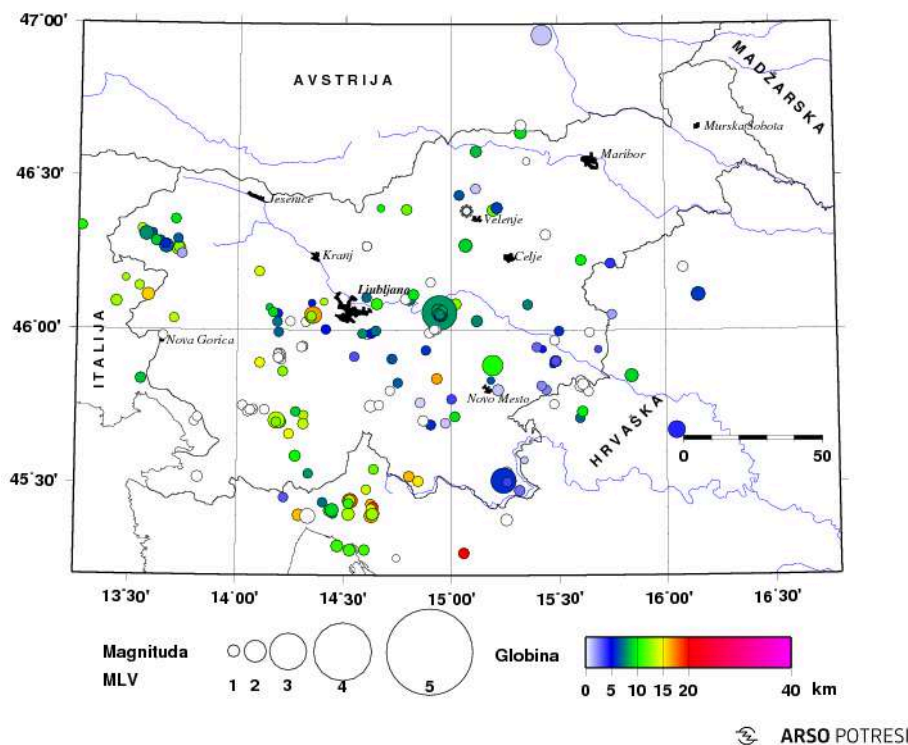 47°00'
AVSTRIJA
MADŽARSKA
Murska Sobota
Maribor
46°30'
Jesenice
Velenje
Kranj
Celje
Ljubljana
46°00'
Nova Gorica
ITALIJA
Novo Mesto
HRVAŠKA
0 50
45°30'
13°30' 14°00' 14°30' 15°00' 15°30' 16°00' 16°30'
Magnituda
MLV
1 2 3 4 5
Globina
km
0 5 10 15 20 40
ARSO POTRESI